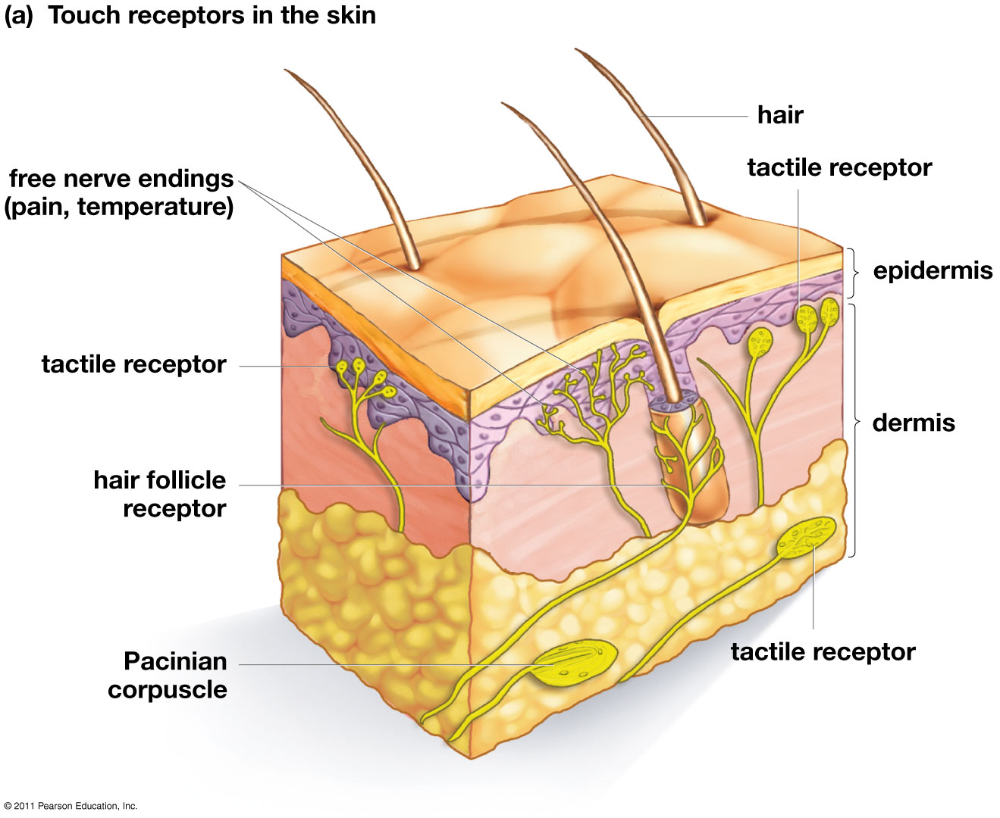 (a) Touch receptors in the skin
hair
tactile receptor
free nerve endings
(pain, temperature)
epidermis
tactile receptor
dermis
hair follicle
receptor
tactile receptor
Pacinian
corpuscle
© 2011 Pearson Education, Inc.